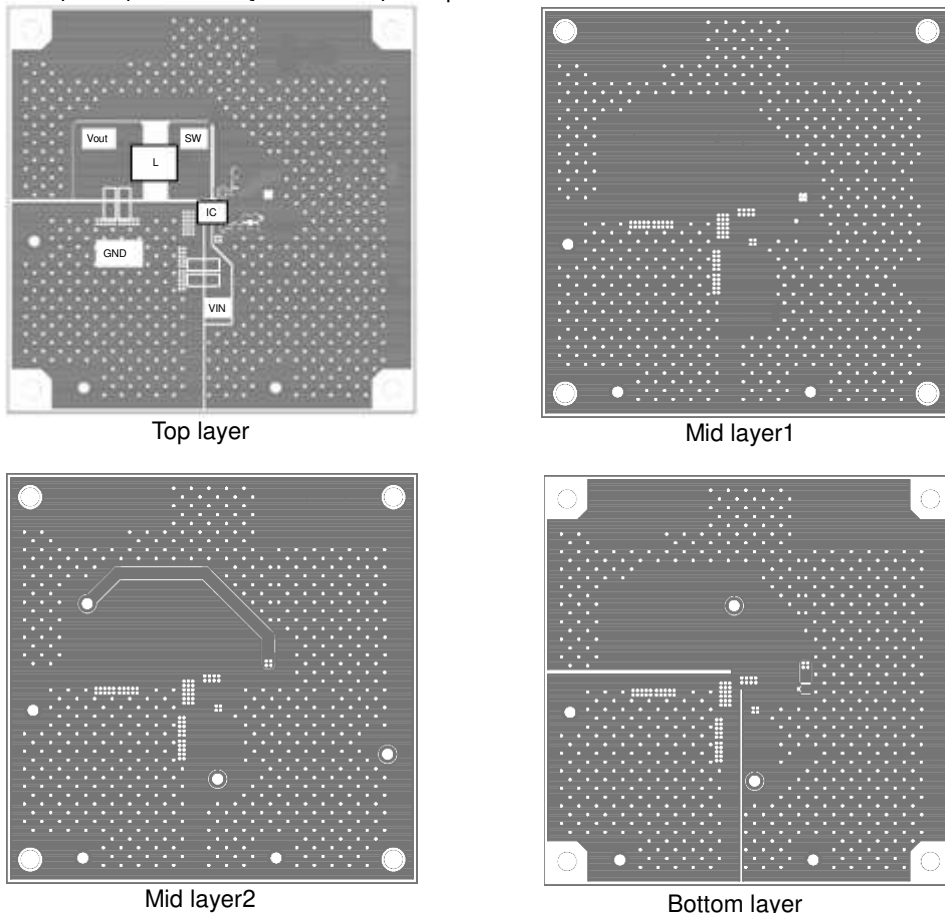 Vout
SW
L
IC
GND
VIN
Top layer
Mid layer1
Mid layer2
Bottom layer